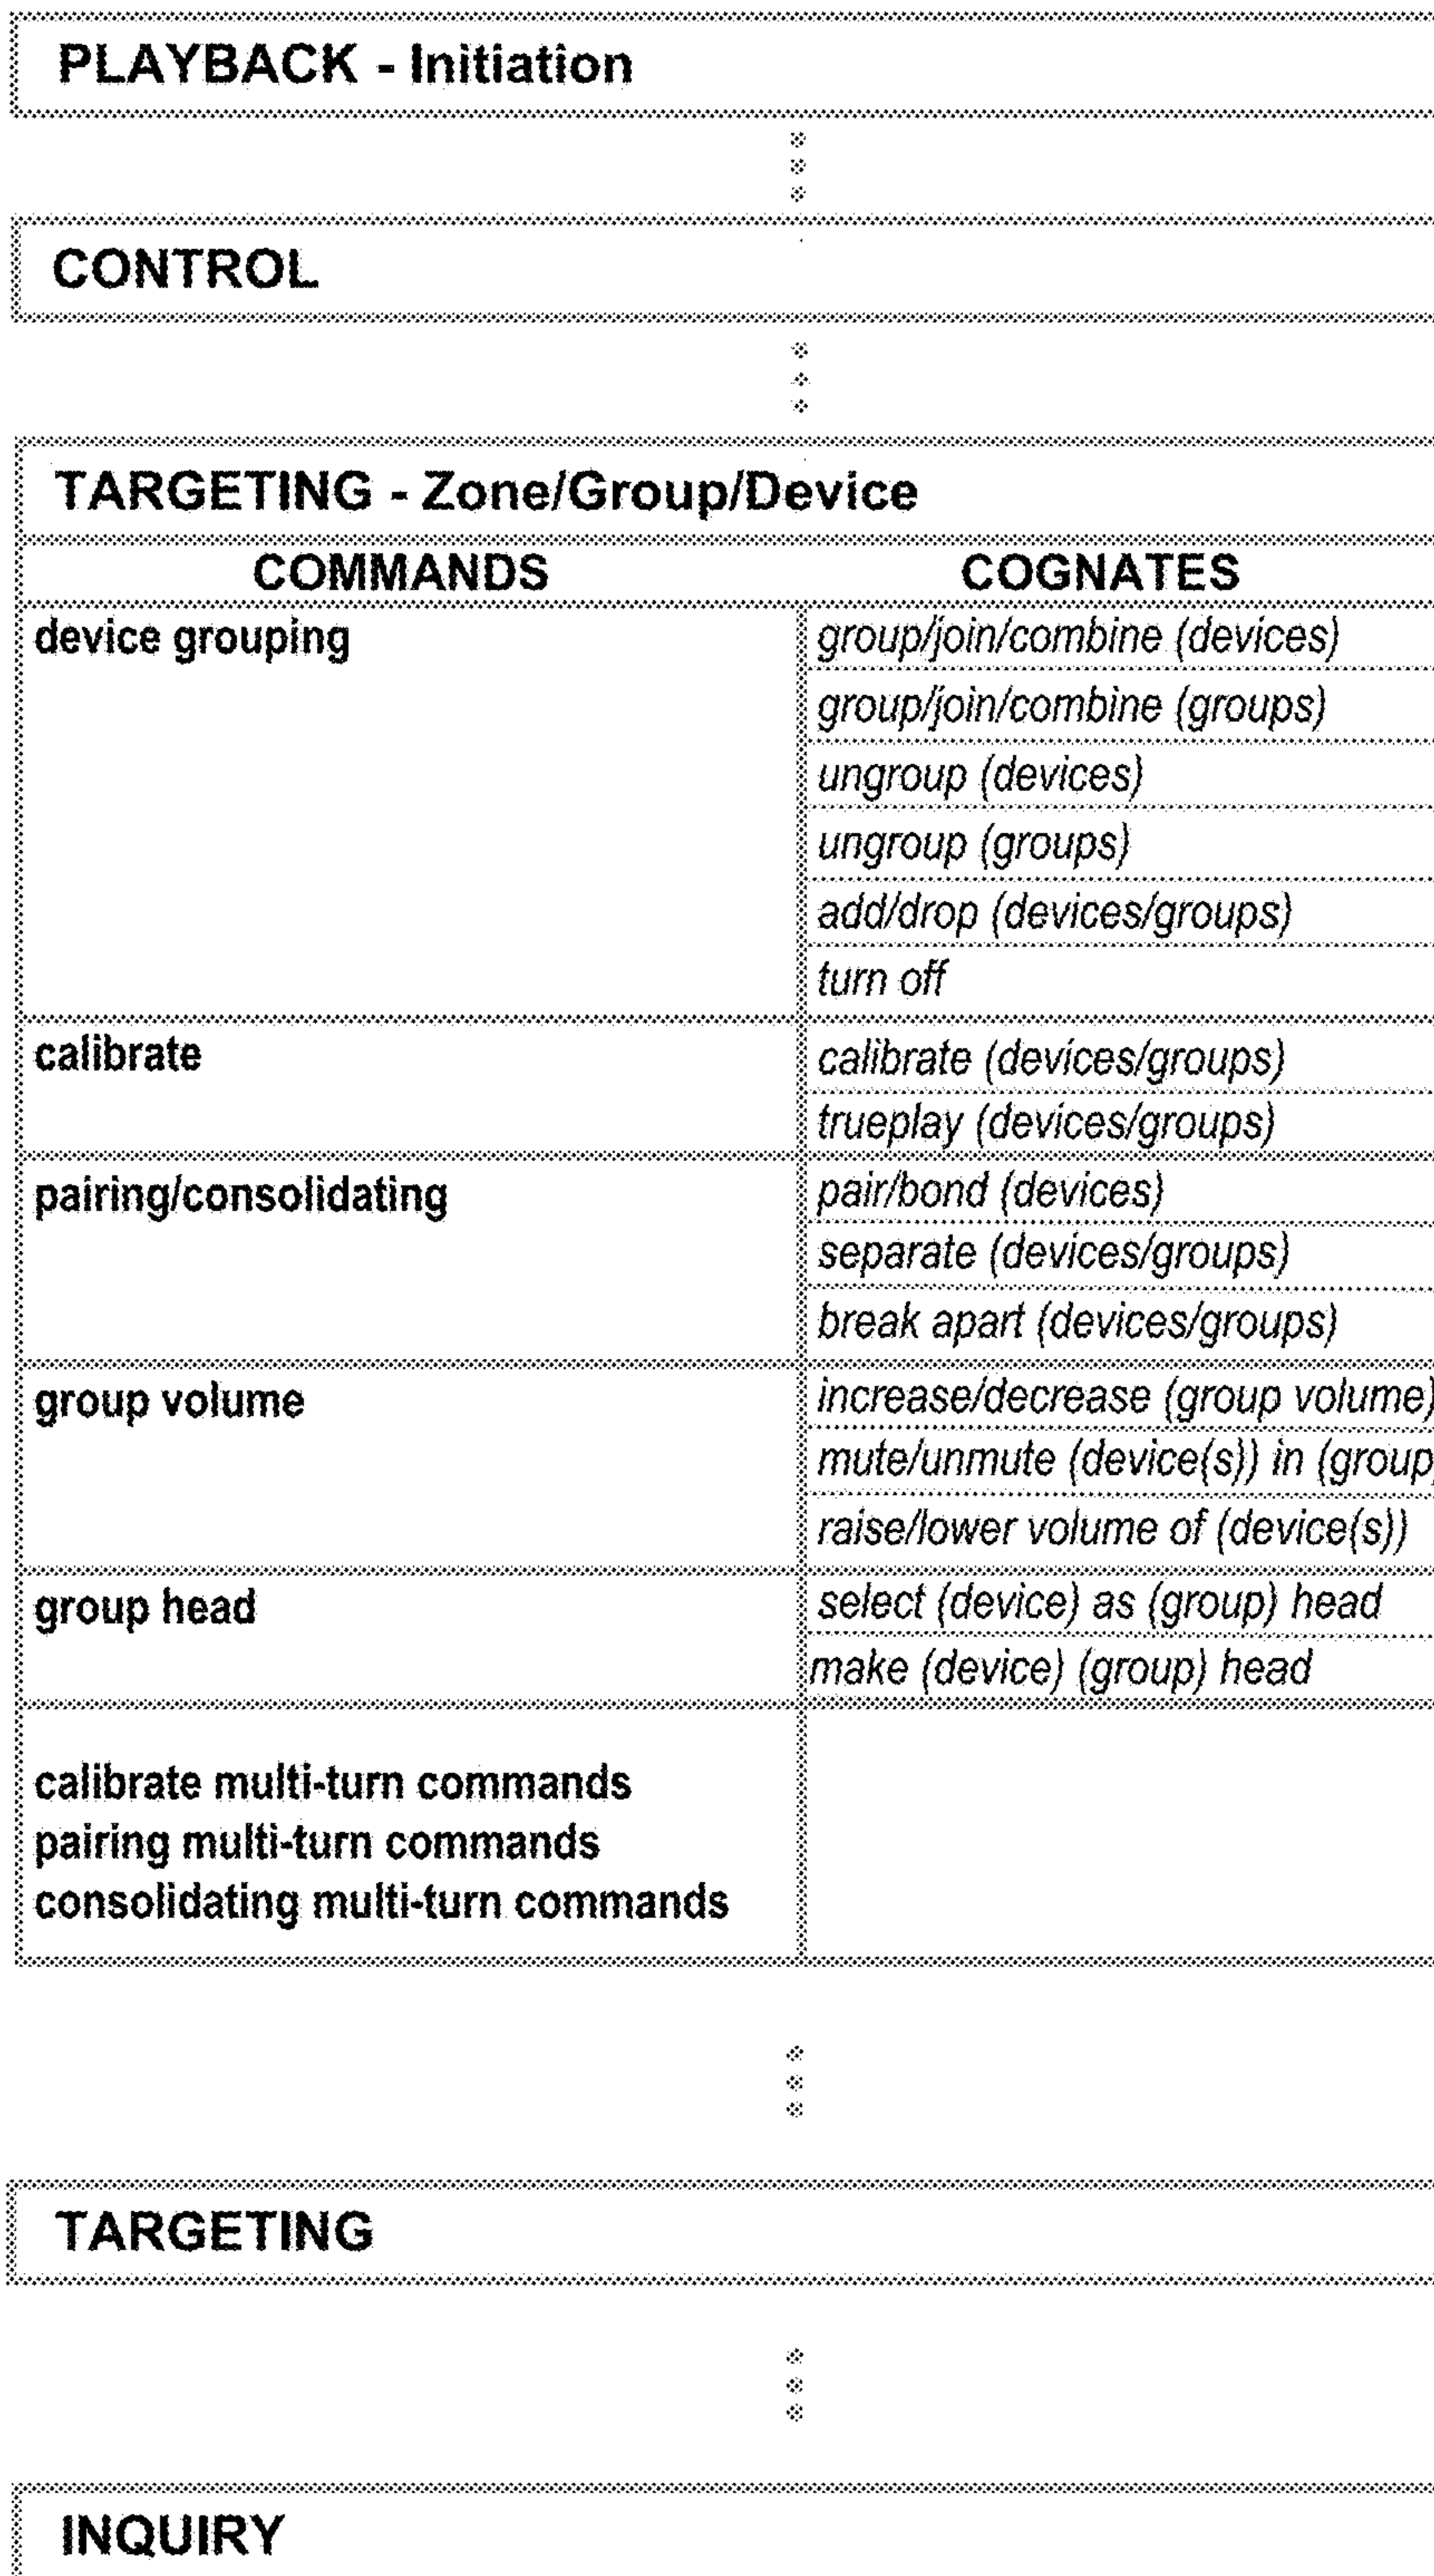 PLAYBACK - Initiation
CONTROL
TARGETING - Zone/Group/Device
COMMANDS COGNATES
device grouping group/join/combine (devices)
group/join/combine (groups)
ungroup (devices)
ungroup (groups)
add/drop (devices/groups)
turn off
calibrate calibrate (devices/groups)
trueplay (devices/groups)
pairing/consolidating pair/bond (devices)
separate (devices/groups)
break apart (devices/groups)
group volume increase/decrease (group volume)
mute/unmute (device(s)) in (group
raise/lower volume of (device(s))
group head select (device) as (group) head
make (device) (group) head
calibrate multi-turn commands
pairing multi-turn commands
consolidating multi-turn commands
TARGETING
INQUIRY